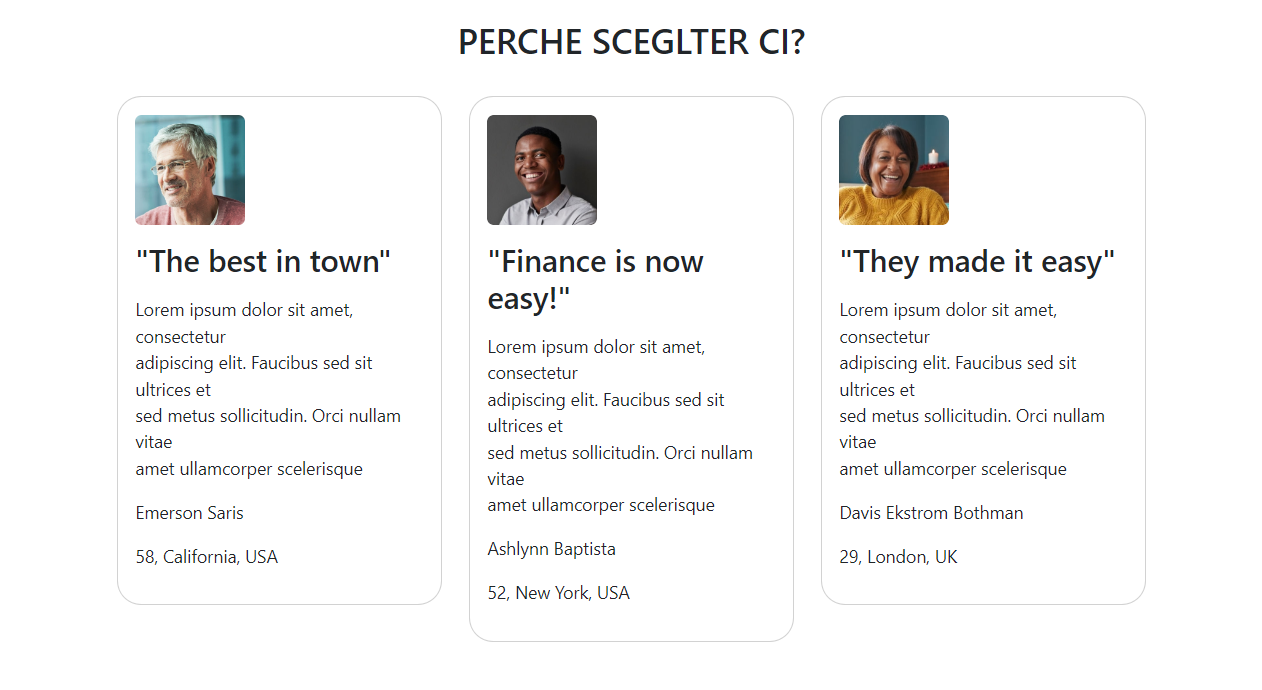 PERCHE SCEGLTER CI?
"The best in town"
Lorem ipsum dolor sit amet,
consectetur
adipiscing elit. Faucibus sed sit
ultrices et
sed metus sollicitudin. Orci nullam
vitae
amet ullamcorper scelerisque
Emerson Saris
58, California, USA
"Finance is now
easy!"
Lorem ipsum dolor sit amet,
consectetur
adipiscing elit. Faucibus sed sit
ultrices et
sed metus sollicitudin. Orci nullam
vitae
amet ullamcorper scelerisque
Ashlynn Baptista
52, New York, USA
"They made it easy"
Lorem ipsum dolor sit amet,
consectetur
adipiscing elit. Faucibus sed sit
ultrices et
sed metus sollicitudin. Orci nullam
vitae
amet ullamcorper scelerisque
Davis Ekstrom Bothman
29, London, UK